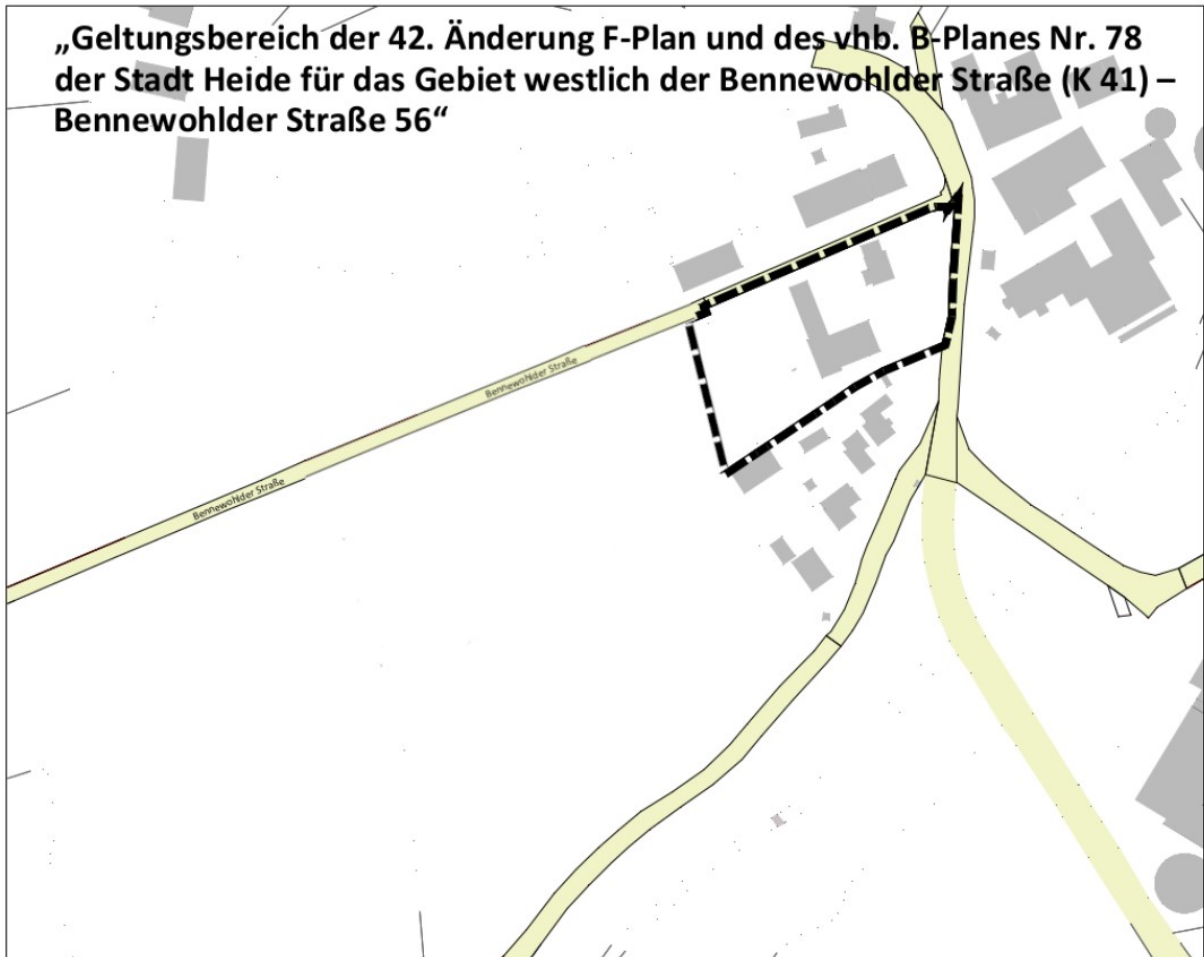 „Geltungsbereich der 42. Änderung F-Plan und des vhb. B-Planes Nr. 78
der Stadt Heide für das Gebiet westlich der Bennewohlder Straße (K 41) –
Bennewohlder Straße 56“
Bennewohlder Straße
Bennewohlder Straße